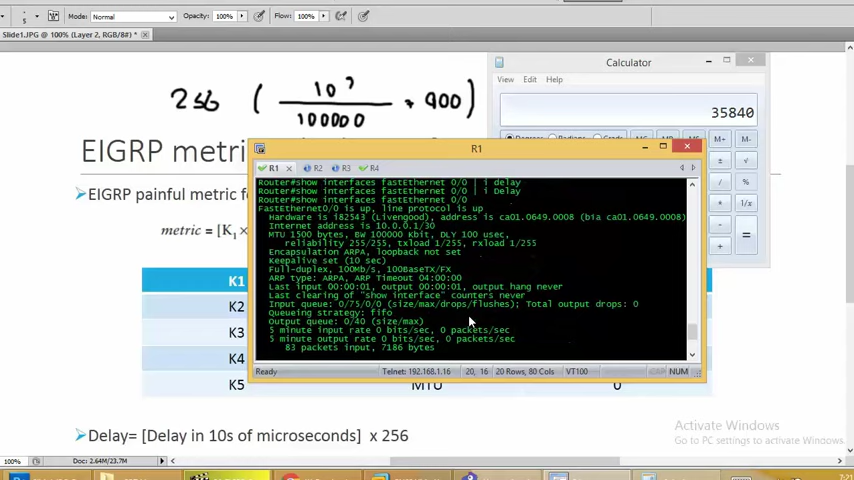 5
Mode: Normal
Opacity: 100%
Flow: 100%
Slide1.JPG @ 100% (Layer 2, RGB/8#) *
Calculator
View Edit Help
35840
Degrees Radians Grads
M+ M-
256 ( 10⁷ / 100000 + 900 )
EIGRP metri
R1
R1 R2 R3 R4
Router#show interfaces fastEthernet 0/0 | i delay
Router#show interfaces fastEthernet 0/0 | i Delay
Router#show interfaces fastEthernet 0/0
FastEthernet0/0 is up, line protocol is up
Hardware is i82543 (Livengood), address is ca01.0649.0008 (bia ca01.0649.0008)
Internet address is 10.0.0.1/30
MTU 1500 bytes, BW 100000 Kbit, DLY 100 usec,
reliability 255/255, txload 1/255, rxload 1/255
Encapsulation ARPA, loopback not set
Keepalive set (10 sec)
Full-duplex, 100Mb/s, 100BaseTX/FX
ARP type: ARPA, ARP Timeout 04:00:00
Last input 00:00:01, output 00:00:01, output hang never
Last clearing of "show interface" counters never
Input queue: 0/75/0/0 (size/max/drops/flushes); Total output drops: 0
Queueing strategy: fifo
Output queue: 0/40 (size/max)
5 minute input rate 0 bits/sec, 0 packets/sec
5 minute output rate 0 bits/sec, 0 packets/sec
83 packets input, 7186 bytes
Ready
Telnet: 192.168.1.16
20, 16
20 Rows, 80 Cols
VT100
CAP NUM
± √
/ %
* 1/x
- =
+
EIGRP painful metric fo
metric = [K1 ×
K1
K2
K3
K4
K5 MTU 0
Delay= [Delay in 10s of microseconds] x 256
Activate Windows
Go to PC settings to activate Windows.
100%
Doc: 2.64M/23.7M
7:21